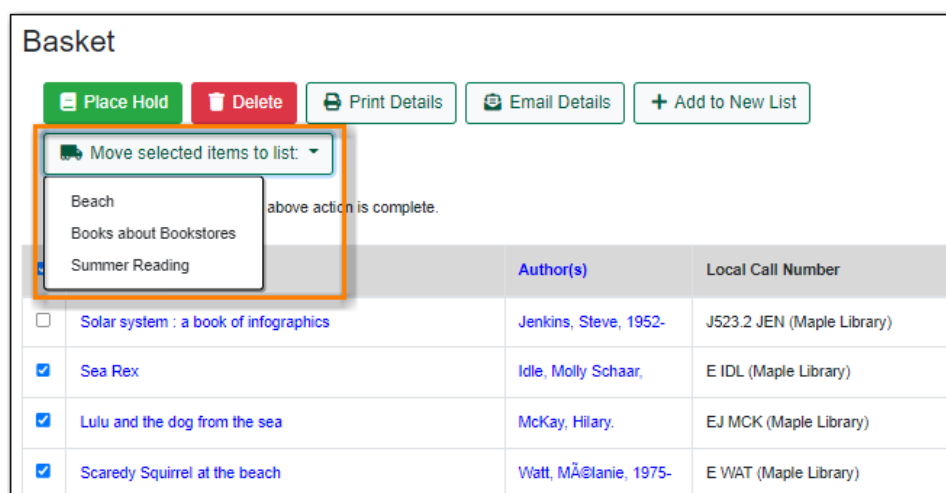 Basket
Place Hold Delete Print Details Email Details + Add to New List
Move selected items to list:
Beach
above action is complete.
Books about Bookstores
Summer Reading
Author(s) Local Call Number
Solar system : a book of infographics Jenkins, Steve, 1952- J523.2 JEN (Maple Library)
Sea Rex Idle, Molly Schaar, E IDL (Maple Library)
Lulu and the dog from the sea McKay, Hilary. EJ MCK (Maple Library)
Scaredy Squirrel at the beach Watt, MÃ©lanie, 1975- E WAT (Maple Library)